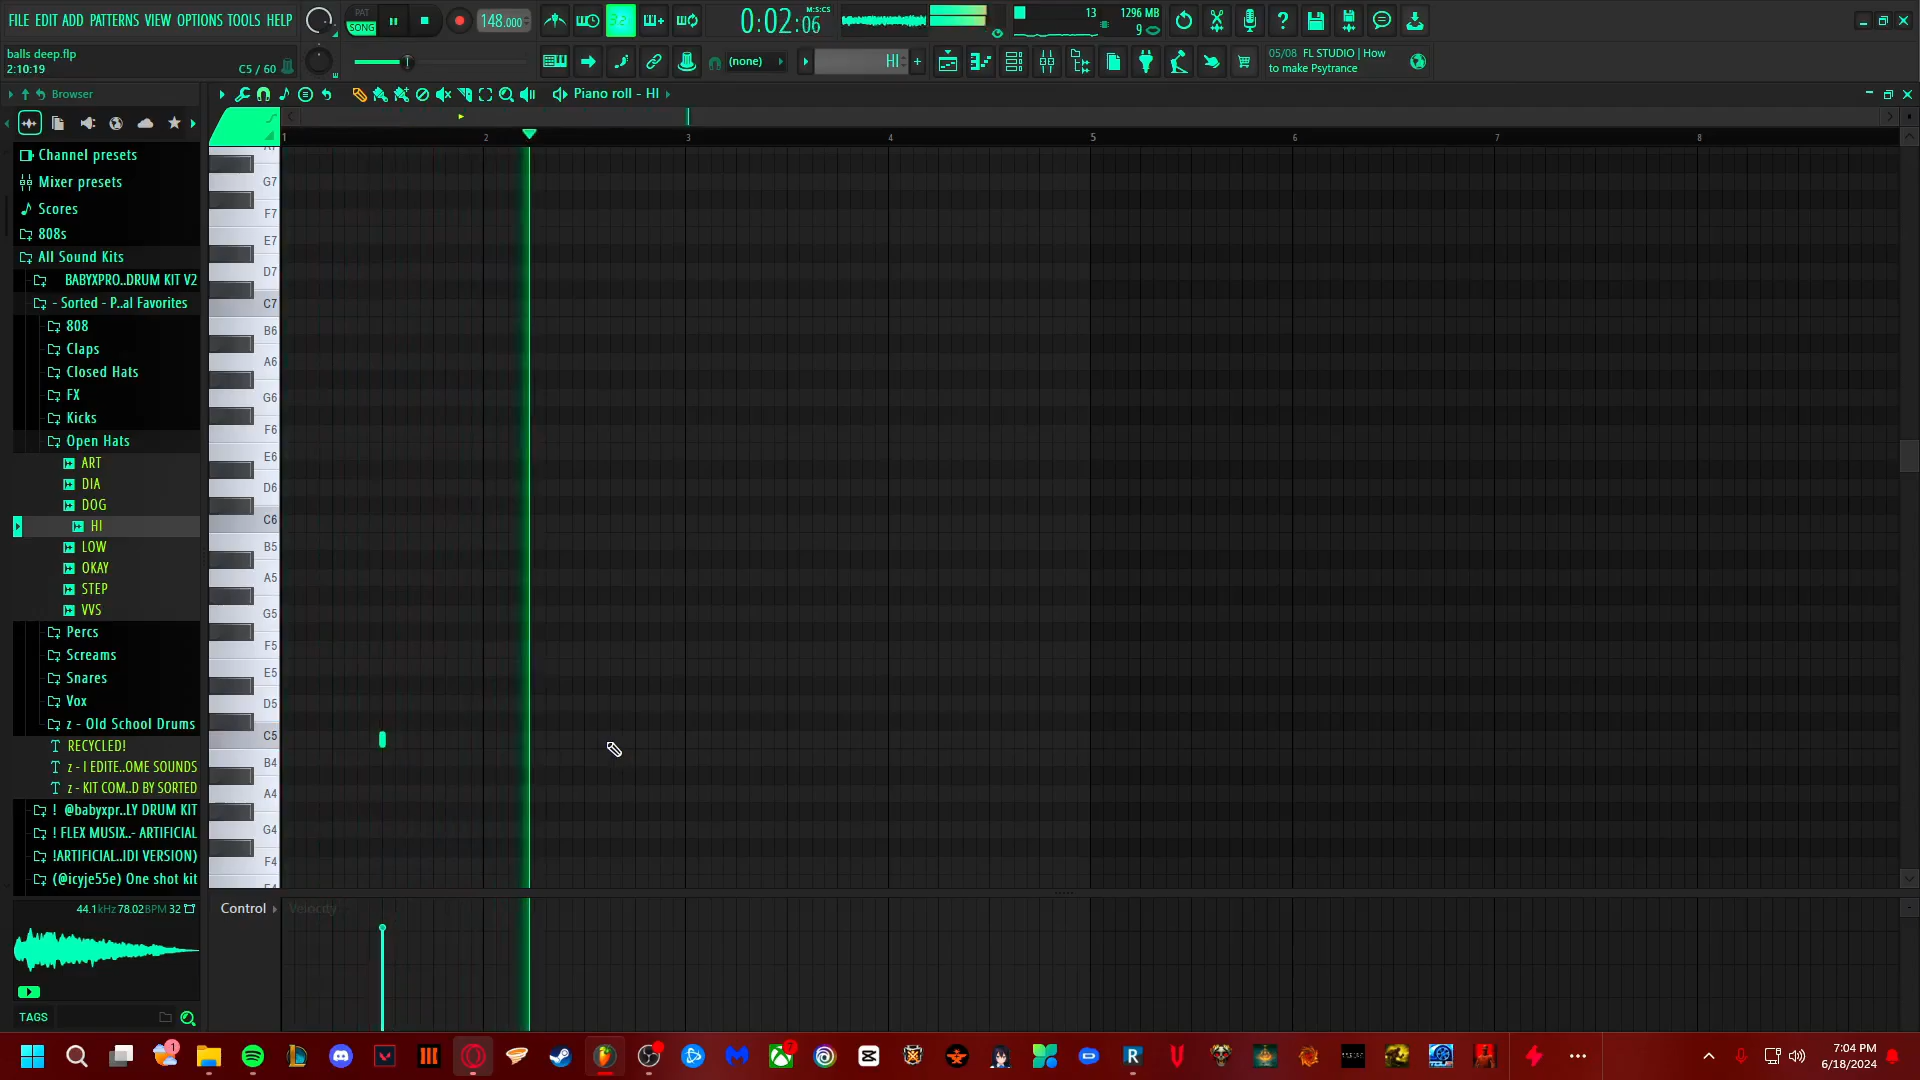 FILE EDIT ADD PATTERNS VIEW OPTIONS TOOLS HELP
PAT
SONG
148.000
0:02:06
M:S:CS
13
1296 MB
9
balls deep.flp
2:10:19
C5 / 60
(none)
HI
05/08 FL STUDIO | How
to make Psytrance
Browser
Piano roll - HI
1 2 3 4 5 6 7 8
Channel presets
Mixer presets
Scores
808s
All Sound Kits
BABYXPRO..DRUM KIT V2
- Sorted - P..al Favorites
808
Claps
Closed Hats
FX
Kicks
Open Hats
ART
DIA
DOG
HI
LOW
OKAY
STEP
VVS
Percs
Screams
Snares
Vox
z - Old School Drums
RECYCLED!
z - I EDITE..OME SOUNDS
z - KIT COM..D BY SORTED
! @babyxpr..LY DRUM KIT
! FLEX MUSIX..- ARTIFICIAL
!ARTIFICIAL..IDI VERSION)
(@icyje55e) One shot kit
G7
F7
E7
D7
C7
B6
A6
G6
F6
E6
D6
C6
B5
A5
G5
F5
E5
D5
C5
B4
A4
G4
F4
44.1kHz 78.02BPM 32
TAGS
Control
Velocity
7:04 PM
6/18/2024